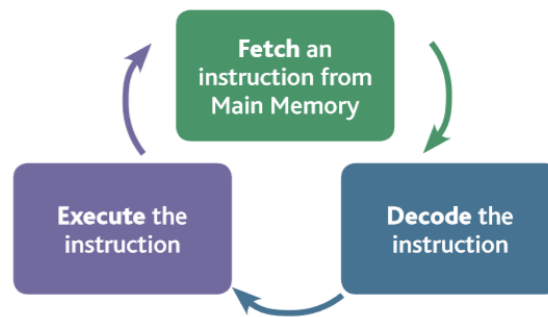 Fetch an
instruction from
Main Memory
Execute the
instruction
Decode the
instruction